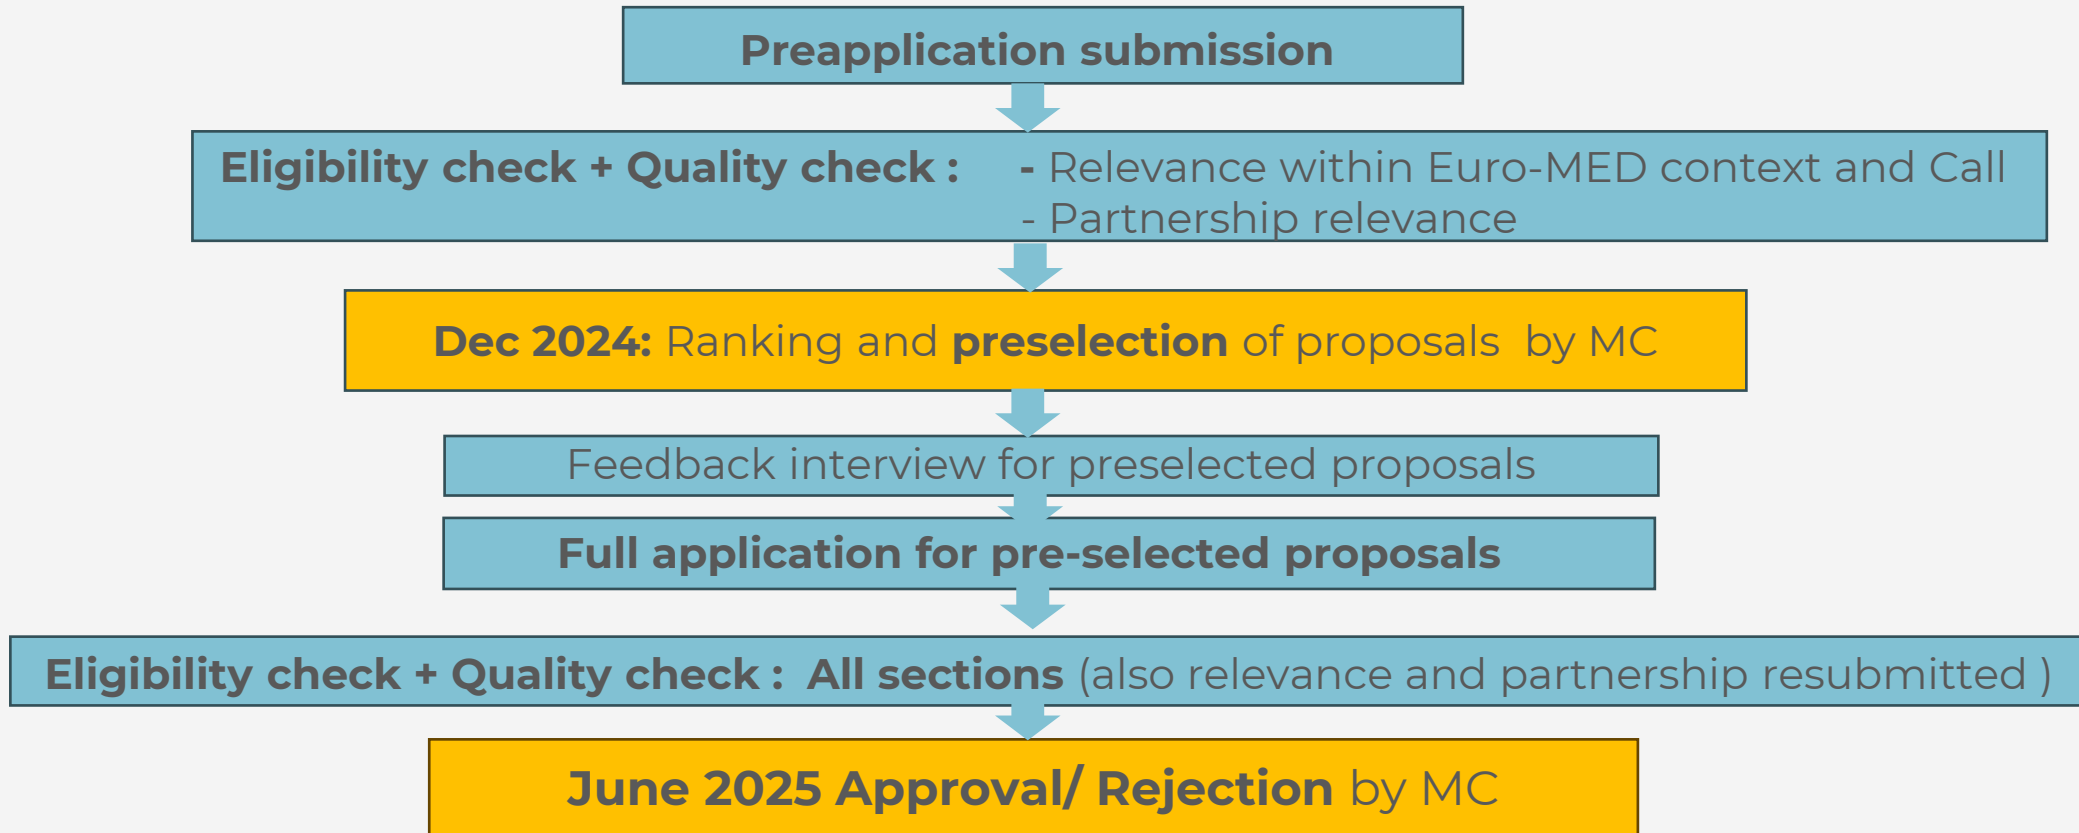 Preapplication submission
Eligibility check + Quality check :   - Relevance within Euro-MED context and Call
- Partnership relevance
Dec 2024: Ranking and preselection of proposals  by MC
Feedback interview for preselected proposals
Full application for pre-selected proposals
Eligibility check + Quality check :  All sections (also relevance and partnership resubmitted )
June 2025 Approval/ Rejection by MC